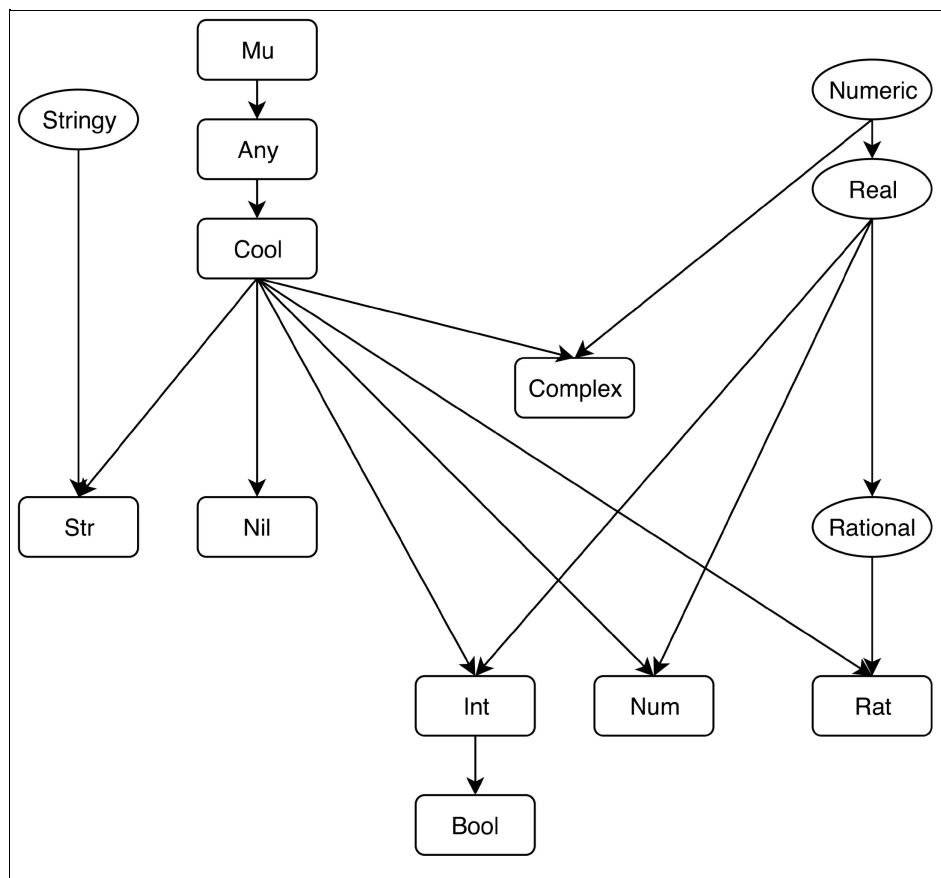 Mu
Stringy
Numeric
Any
Real
Cool
Complex
Str
Nil
Rational
Int
Num
Rat
Bool